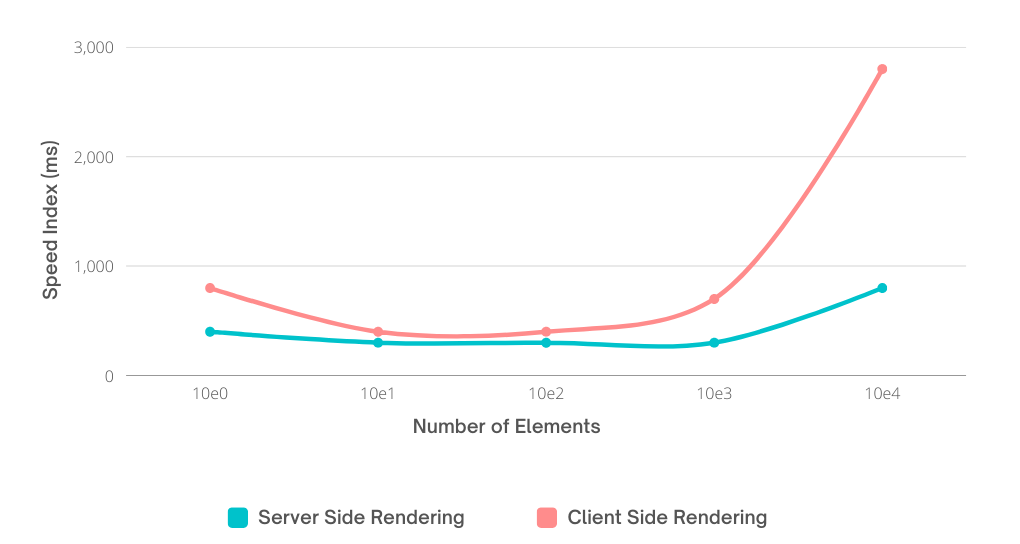 3,000
2,000
1,000
0
Speed Index (ms)
10e0 10e1 10e2 10e3 10e4
Number of Elements
Server Side Rendering Client Side Rendering